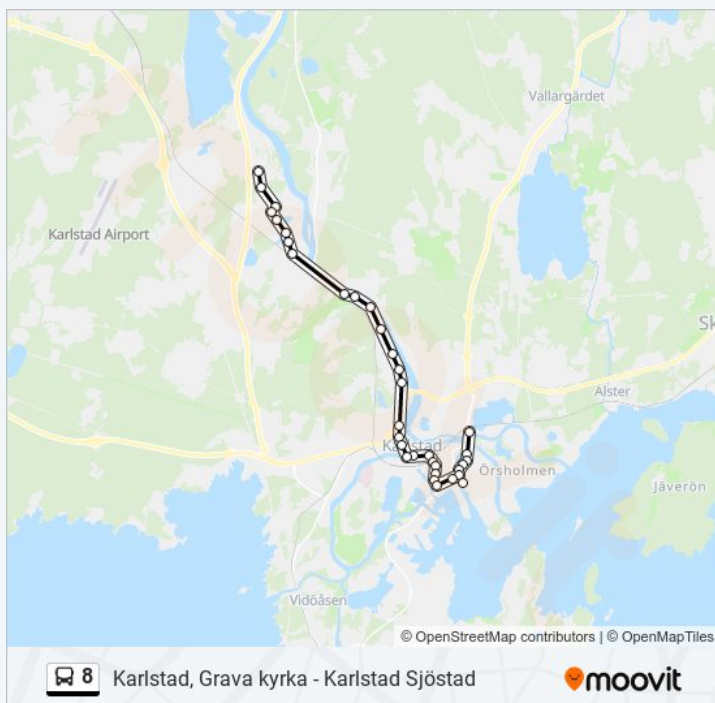 Vallargärdet
Karlstad Airport
Sk
Alster
Karlstad
Örsholmen
Jäverön
Vidöåsen
© OpenStreetMap contributors | © OpenMapTiles
8 Karlstad, Grava kyrka - Karlstad Sjöstad
moovit